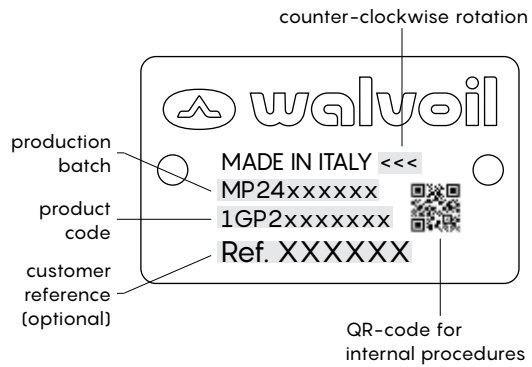 counter-clockwise rotation
walvoil
MADE IN ITALY <<<
production
batch
MP24xxxxxx
product
code
1GP2xxxxxxx
customer
reference
(optional)
Ref. XXXXXX
QR-code for
internal procedures